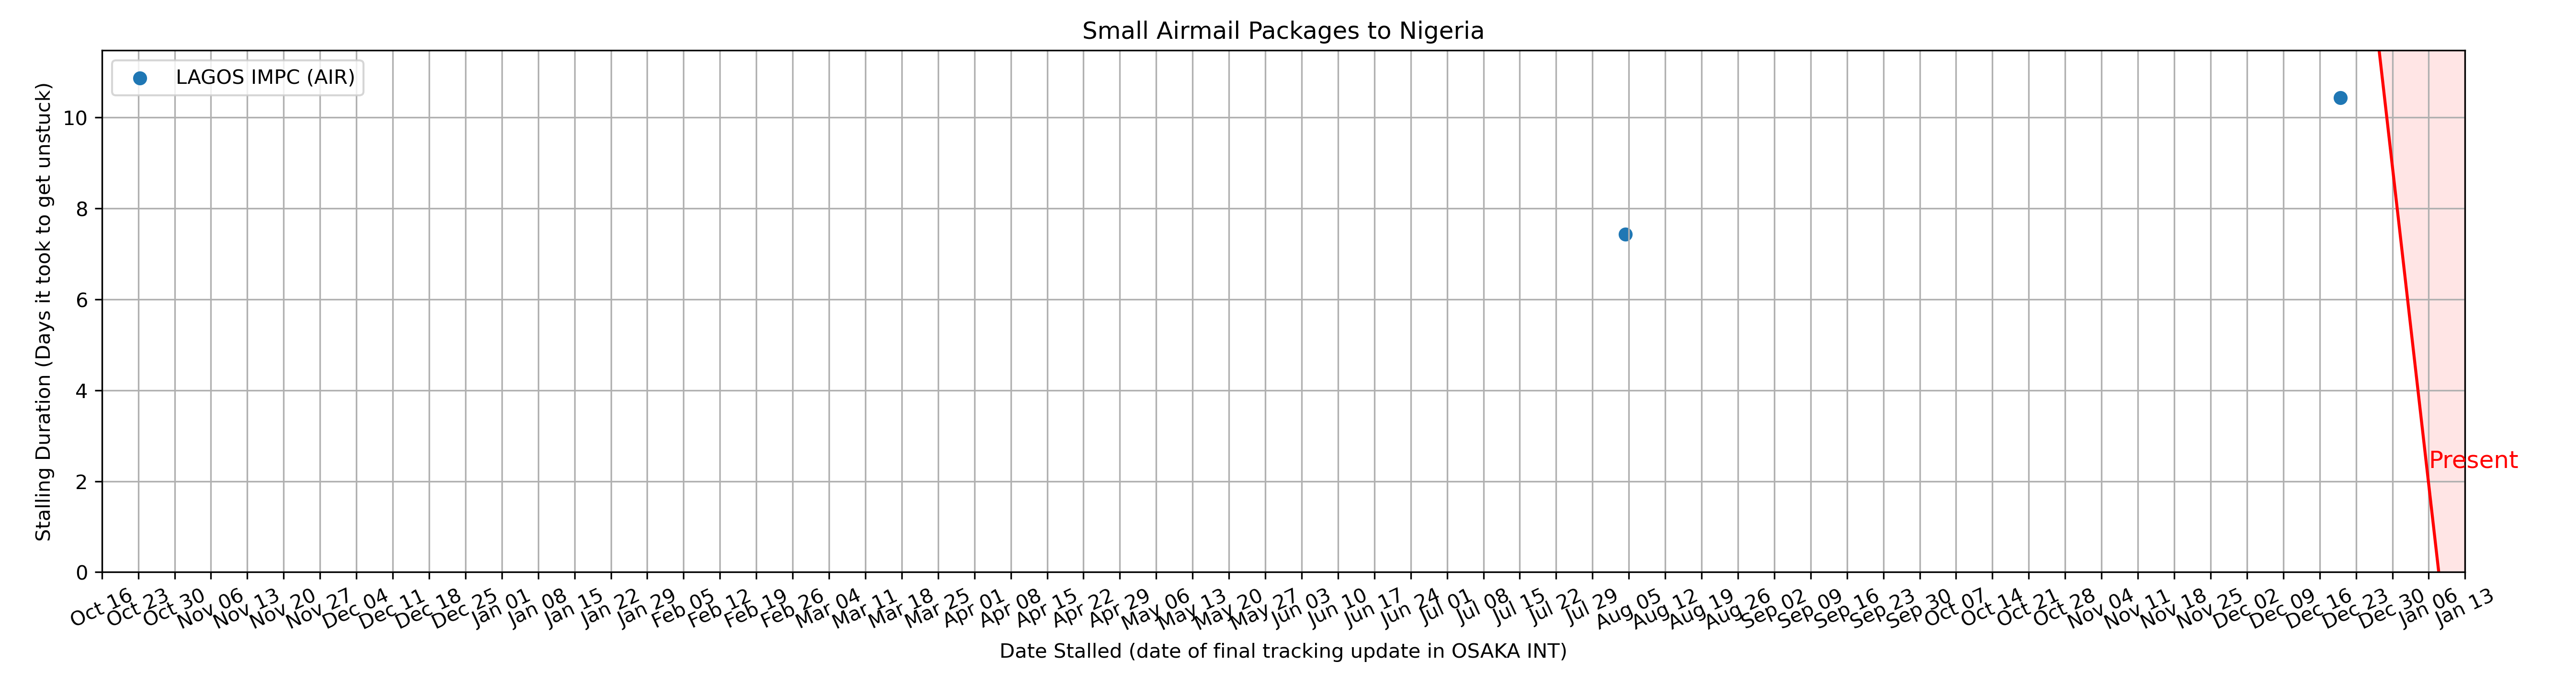 Small Airmail Packages to Nigeria
LAGOS IMPC (AIR)
Stalling Duration (Days it took to get unstuck)
10
8
6
4
2
0
Present
Oct 16 Oct 23 Oct 30 Nov 06 Nov 13 Nov 20 Nov 27 Dec 04 Dec 11 Dec 18 Dec 25 Jan 01 Jan 08 Jan 15 Jan 22 Jan 29 Feb 05 Feb 12 Feb 19 Feb 26 Mar 04 Mar 11 Mar 18 Mar 25 Apr 01 Apr 08 Apr 15 Apr 22 Apr 29 May 06 May 13 May 20 May 27 Jun 03 Jun 10 Jun 17 Jun 24 Jul 01 Jul 08 Jul 15 Jul 22 Jul 29 Aug 05 Aug 12 Aug 19 Aug 26 Sep 02 Sep 09 Sep 16 Sep 23 Sep 30 Oct 07 Oct 14 Oct 21 Oct 28 Nov 04 Nov 11 Nov 18 Nov 25 Dec 02 Dec 09 Dec 16 Dec 23 Dec 30 Jan 06 Jan 13
Date Stalled (date of final tracking update in OSAKA INT)